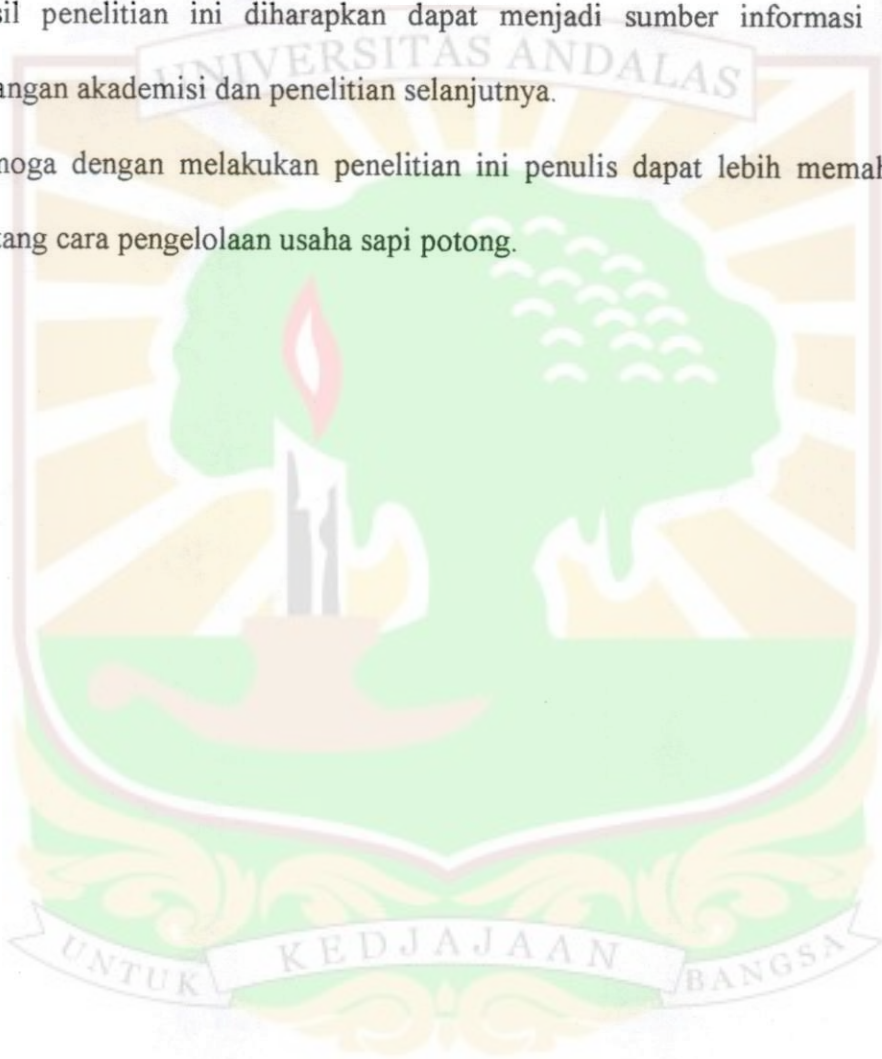 sil penelitian ini diharapkan dapat menjadi sumber informasi
UNIVERSITAS ANDALAS
angan akademisi dan penelitian selanjutnya.
noga dengan melakukan penelitian ini penulis dapat lebih memah
tang cara pengelolaan usaha sapi potong.
UNTUK KEDJAJAAN BANGSA